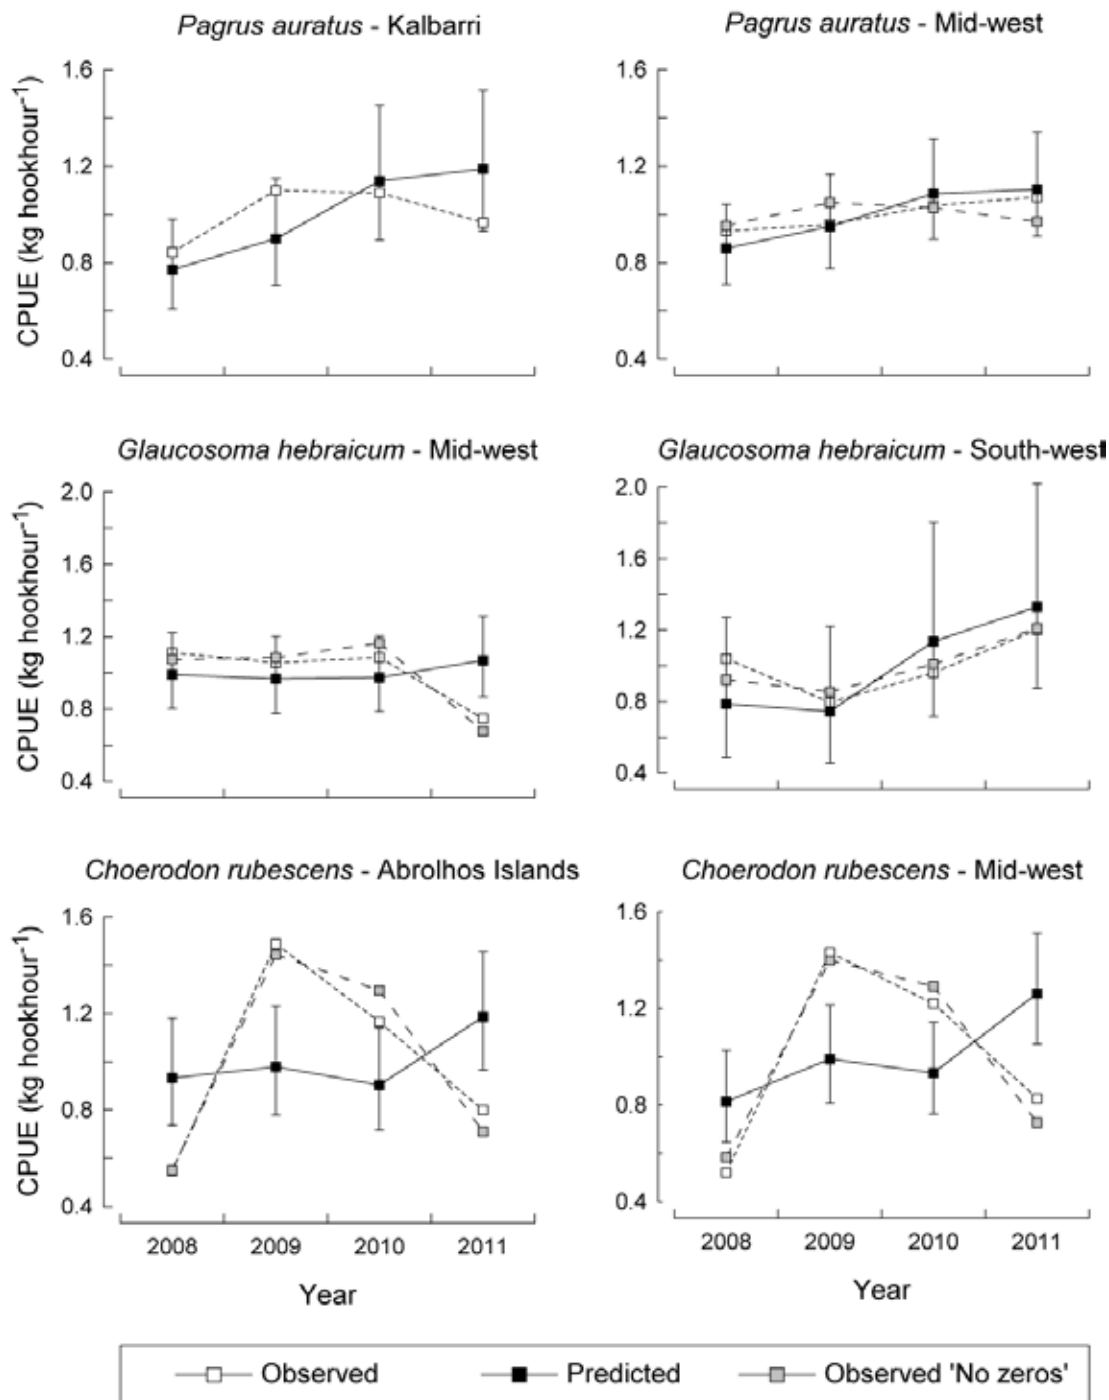 Pagrus auratus - Kalbarri
Pagrus auratus - Mid-west
CPUE (kg hookhour-1)
1.6
1.2
0.8
0.4
1.6
1.2
0.8
0.4
Glaucosoma hebraicum - Mid-west
Glaucosoma hebraicum - South-west
CPUE (kg hookhour-1)
2.0
1.6
1.2
0.8
0.4
2.0
1.6
1.2
0.8
0.4
Choerodon rubescens - Abrolhos Islands
Choerodon rubescens - Mid-west
CPUE (kg hookhour-1)
1.6
1.2
0.8
0.4
1.6
1.2
0.8
0.4
2008 2009 2010 2011
2008 2009 2010 2011
Year
Year
Observed Predicted Observed 'No zeros'